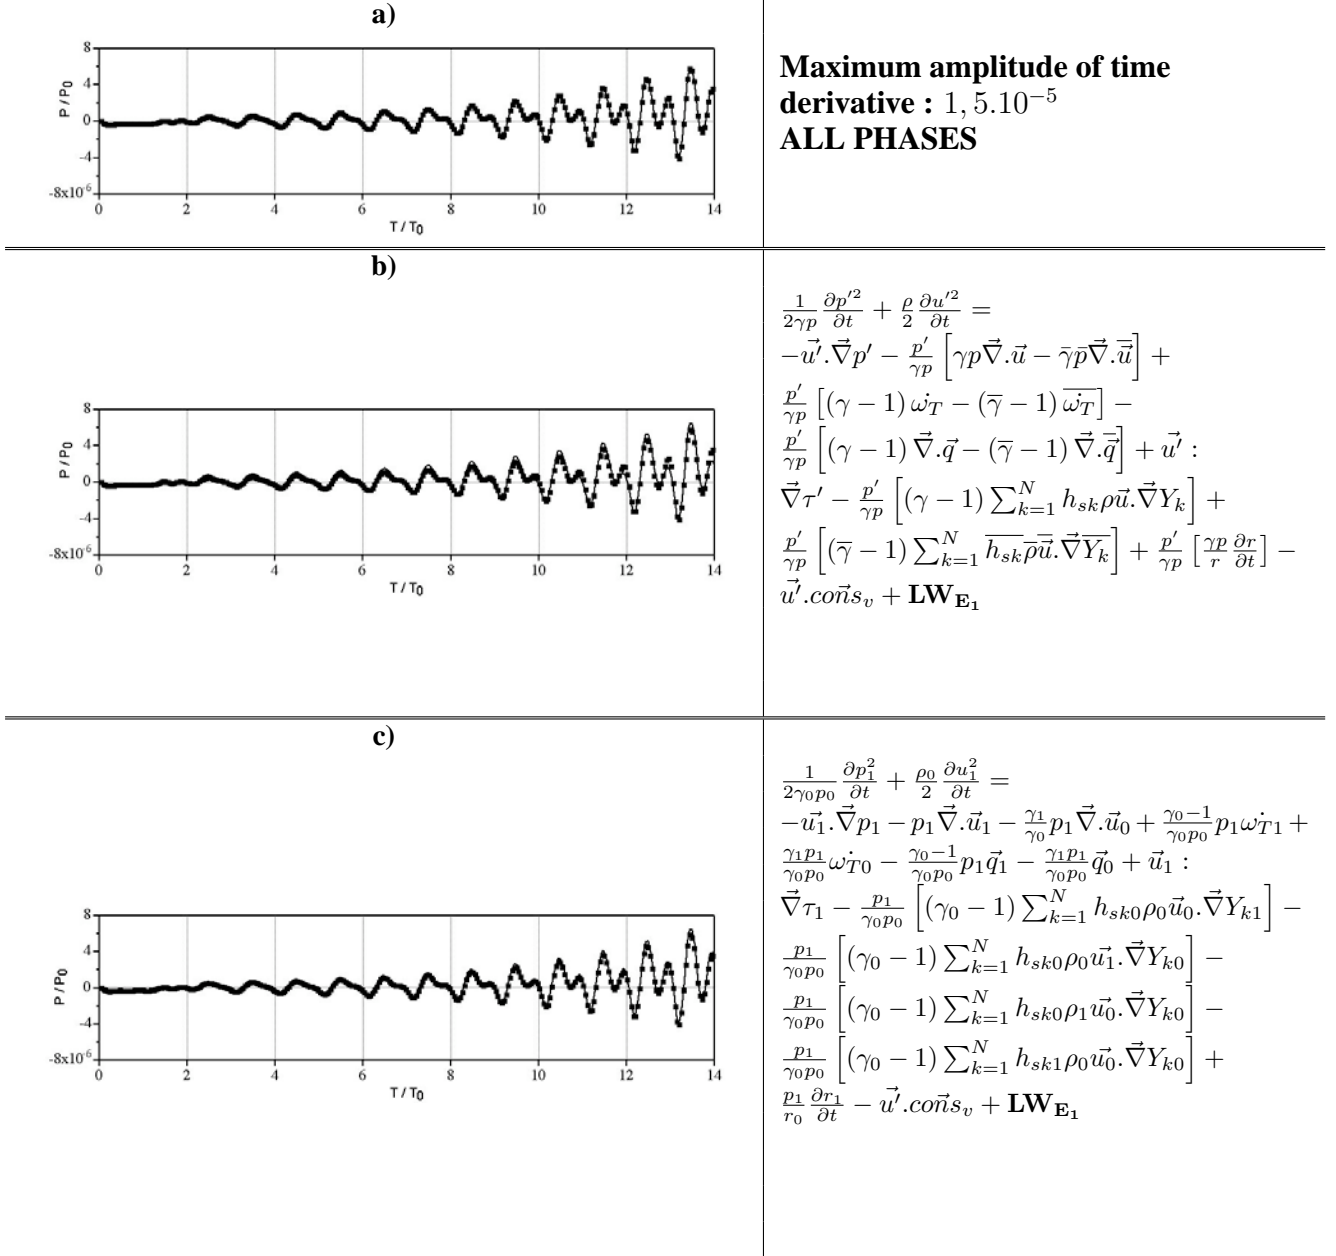 a)
P / P₀
8
4
0
-4
-8x10⁻⁶
0 2 4 6 8 10 12 14
T / T₀
Maximum amplitude of time
derivative : 1, 5.10⁻⁵
ALL PHASES
b)
P / P₀
8
4
0
-4
-8x10⁻⁶
0 2 4 6 8 10 12 14
T / T₀
$\frac{1}{2\gamma p}\frac{\partial p'^2}{\partial t} + \frac{\rho}{2}\frac{\partial u'^2}{\partial t} =$
$-\vec{u'}.\vec{\nabla}p' - \frac{p'}{\gamma p}\left[\gamma p\vec{\nabla}.\vec{u} - \bar{\gamma}\bar{p}\vec{\nabla}.\bar{\vec{u}}\right] +$
$\frac{p'}{\gamma p}\left[(\gamma - 1)\dot{\omega_T} - (\overline{\gamma} - 1)\overline{\dot{\omega_T}}\right] -$
$\frac{p'}{\gamma p}\left[(\gamma - 1)\vec{\nabla}.\vec{q} - (\overline{\gamma} - 1)\vec{\nabla}.\bar{\vec{q}}\right] + \vec{u'} :$
$\vec{\nabla}\tau' - \frac{p'}{\gamma p}\left[(\gamma - 1)\sum_{k=1}^{N} h_{sk}\rho\vec{u}.\vec{\nabla}Y_k\right] +$
$\frac{p'}{\gamma p}\left[(\overline{\gamma} - 1)\sum_{k=1}^{N} \overline{h_{sk}}\overline{\rho}\overline{\vec{u}}.\vec{\nabla}\overline{Y_k}\right] + \frac{p'}{\gamma p}\left[\frac{\gamma p}{r}\frac{\partial r}{\partial t}\right] -$
$\vec{u'}.\vec{cons}_v + \mathbf{LW_{E_1}}$
c)
P / P₀
8
4
0
-4
-8x10⁻⁶
0 2 4 6 8 10 12 14
T / T₀
$\frac{1}{2\gamma_0 p_0}\frac{\partial p_1^2}{\partial t} + \frac{\rho_0}{2}\frac{\partial u_1^2}{\partial t} =$
$-\vec{u_1}.\vec{\nabla}p_1 - p_1\vec{\nabla}.\vec{u}_1 - \frac{\gamma_1}{\gamma_0}p_1\vec{\nabla}.\vec{u}_0 + \frac{\gamma_0-1}{\gamma_0 p_0}p_1\dot{\omega_{T1}} +$
$\frac{\gamma_1 p_1}{\gamma_0 p_0}\dot{\omega_{T0}} - \frac{\gamma_0-1}{\gamma_0 p_0}p_1\vec{q}_1 - \frac{\gamma_1 p_1}{\gamma_0 p_0}\vec{q}_0 + \vec{u}_1 :$
$\vec{\nabla}\tau_1 - \frac{p_1}{\gamma_0 p_0}\left[(\gamma_0 - 1)\sum_{k=1}^{N} h_{sk0}\rho_0\vec{u}_0.\vec{\nabla}Y_{k1}\right] -$
$\frac{p_1}{\gamma_0 p_0}\left[(\gamma_0 - 1)\sum_{k=1}^{N} h_{sk0}\rho_0\vec{u_1}.\vec{\nabla}Y_{k0}\right] -$
$\frac{p_1}{\gamma_0 p_0}\left[(\gamma_0 - 1)\sum_{k=1}^{N} h_{sk0}\rho_1\vec{u_0}.\vec{\nabla}Y_{k0}\right] -$
$\frac{p_1}{\gamma_0 p_0}\left[(\gamma_0 - 1)\sum_{k=1}^{N} h_{sk1}\rho_0\vec{u_0}.\vec{\nabla}Y_{k0}\right] +$
$\frac{p_1}{r_0}\frac{\partial r_1}{\partial t} - \vec{u'}.\vec{cons}_v + \mathbf{LW_{E_1}}$